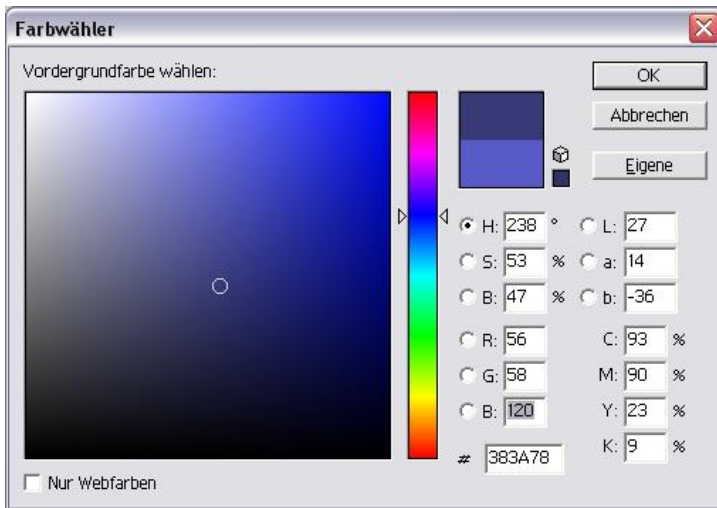 Farbwähler
Vordergrundfarbe wählen:
OK
Abbrechen
Eigene
H: 238 ° L: 27
S: 53 % a: 14
B: 47 % b: -36
R: 56 C: 93 %
G: 58 M: 90 %
B: 120 Y: 23 %
# 383A78 K: 9 %
Nur Webfarben